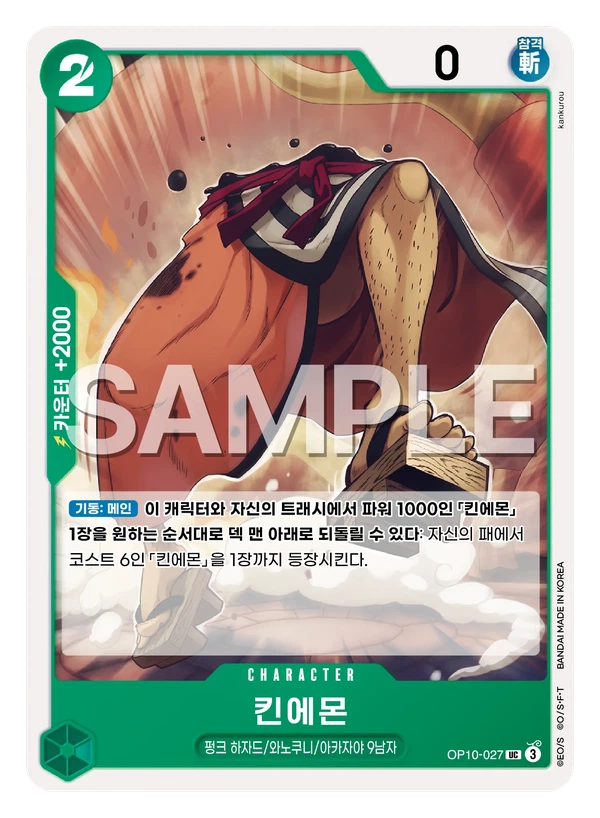 2
0
참격
斬
kankurou
카운터 +2000
SAMPLE
기동: 메인 이 캐릭터와 자신의 트래시에서 파워 1000인 「킨에몬」
1장을 원하는 순서대로 덱 맨 아래로 되돌릴 수 있다: 자신의 패에서
코스트 6인 「킨에몬」을 1장까지 등장시킨다.
CHARACTER
킨에몬
펑크 하자드/와노쿠니/아카자야 9남자
OP10-027 UC 3
©EO/S ©O/S·F·T BANDAI MADE IN KOREA